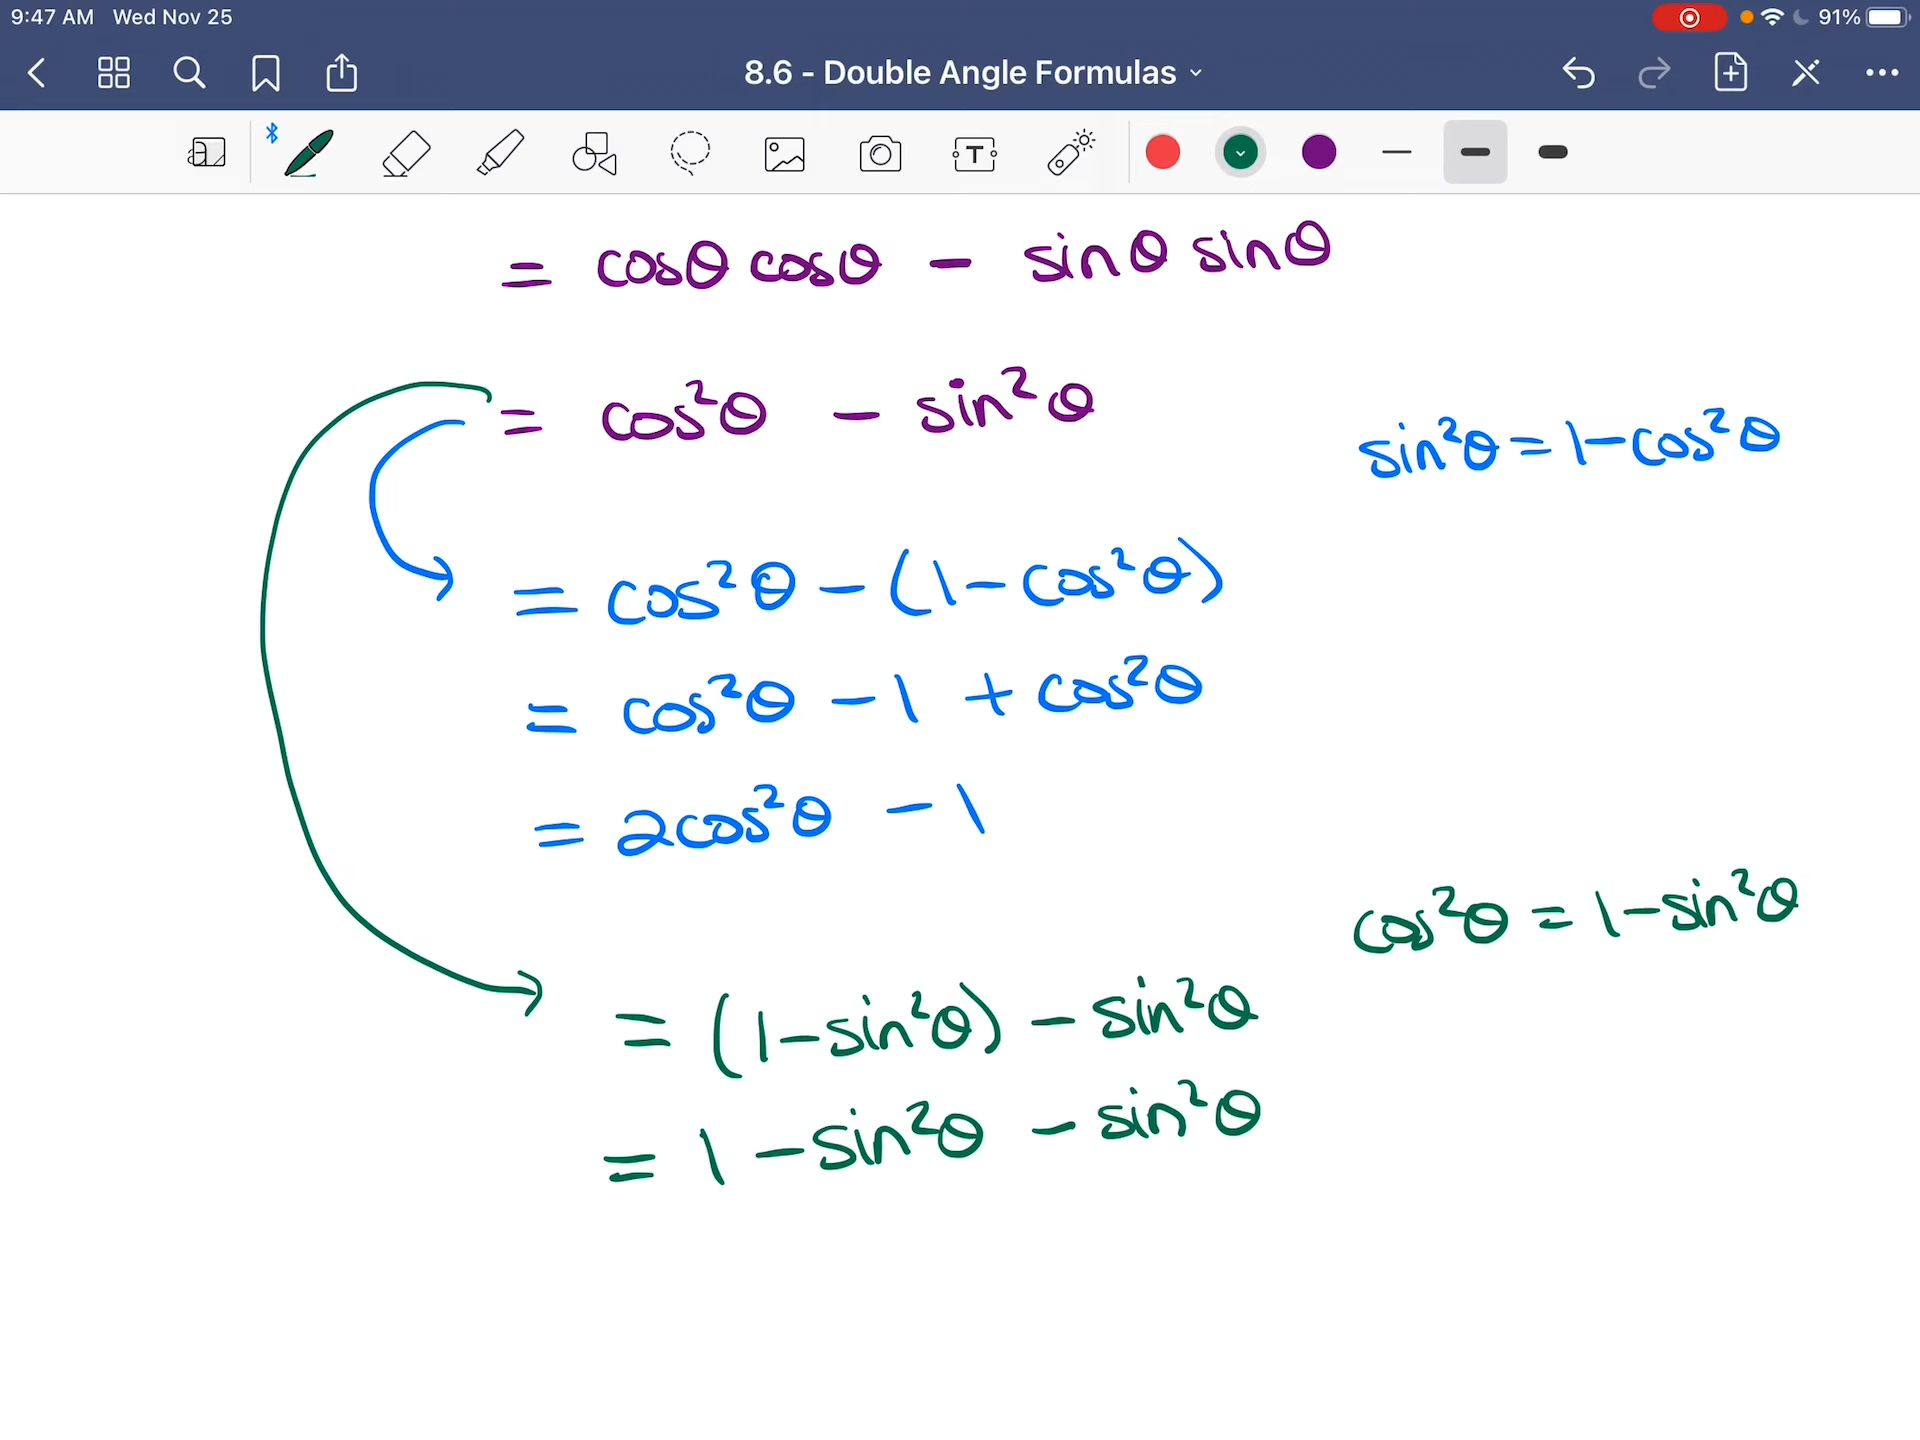 9:47 AM Wed Nov 25 91%
8.6 - Double Angle Formulas
= cosθ cosθ - sinθ sinθ
= cos²θ - sin²θ
sin²θ = 1 - cos²θ
= cos²θ - (1 - cos²θ)
= cos²θ - 1 + cos²θ
= 2cos²θ - 1
cos²θ = 1 - sin²θ
= (1 - sin²θ) - sin²θ
= 1 - sin²θ - sin²θ